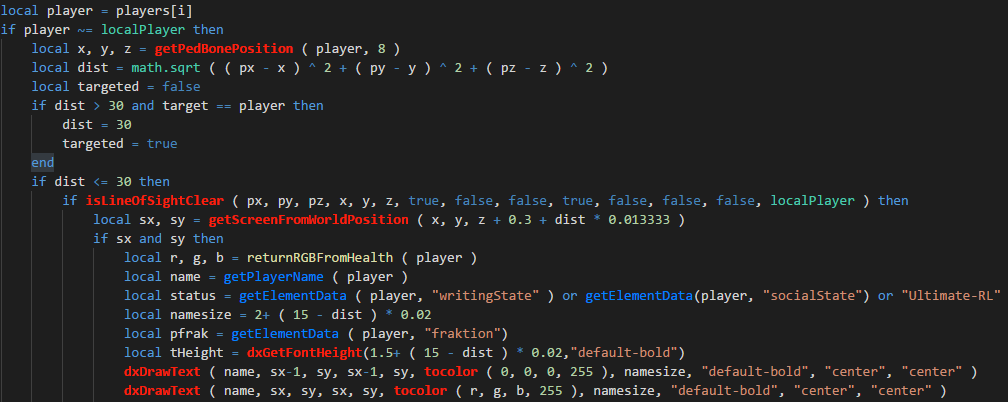 local player = players[i]
if player ~= localPlayer then
local x, y, z = getPedBonePosition ( player, 8 )
local dist = math.sqrt ( ( px - x ) ^ 2 + ( py - y ) ^ 2 + ( pz - z ) ^ 2 )
local targeted = false
if dist > 30 and target == player then
dist = 30
targeted = true
end
if dist <= 30 then
if isLineOfSightClear ( px, py, pz, x, y, z, true, false, false, true, false, false, false, localPlayer ) then
local sx, sy = getScreenFromWorldPosition ( x, y, z + 0.3 + dist * 0.013333 )
if sx and sy then
local r, g, b = returnRGBFromHealth ( player )
local name = getPlayerName ( player )
local status = getElementData ( player, "writingState" ) or getElementData(player, "socialState") or "Ultimate-RL"
local namesize = 2+ ( 15 - dist ) * 0.02
local pfrak = getElementData ( player, "fraktion")
local tHeight = dxGetFontHeight(1.5+ ( 15 - dist ) * 0.02,"default-bold")
dxDrawText ( name, sx-1, sy, sx-1, sy, tocolor ( 0, 0, 0, 255 ), namesize, "default-bold", "center", "center" )
dxDrawText ( name, sx, sy, sx, sy, tocolor ( r, g, b, 255 ), namesize, "default-bold", "center", "center" )